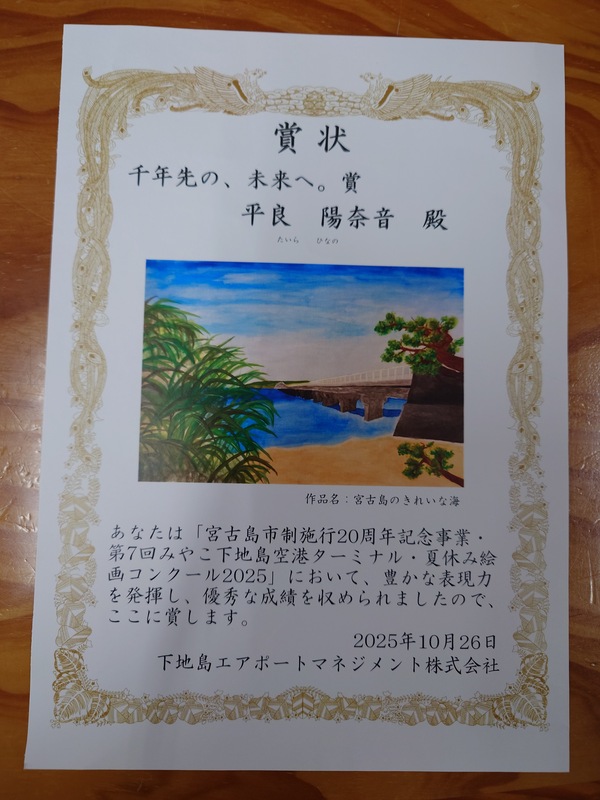 賞状
千年先の、未来へ。賞
平良 陽奈音 殿
たいら ひなの
作品名：宮古島のきれいな海
あなたは「宮古島市制施行20周年記念事業・
第7回みやこ下地島空港ターミナル・夏休み絵
画コンクール2025」において、豊かな表現力
を発揮し、優秀な成績を収められましたので、
ここに賞します。
2025年10月26日
下地島エアポートマネジメント株式会社